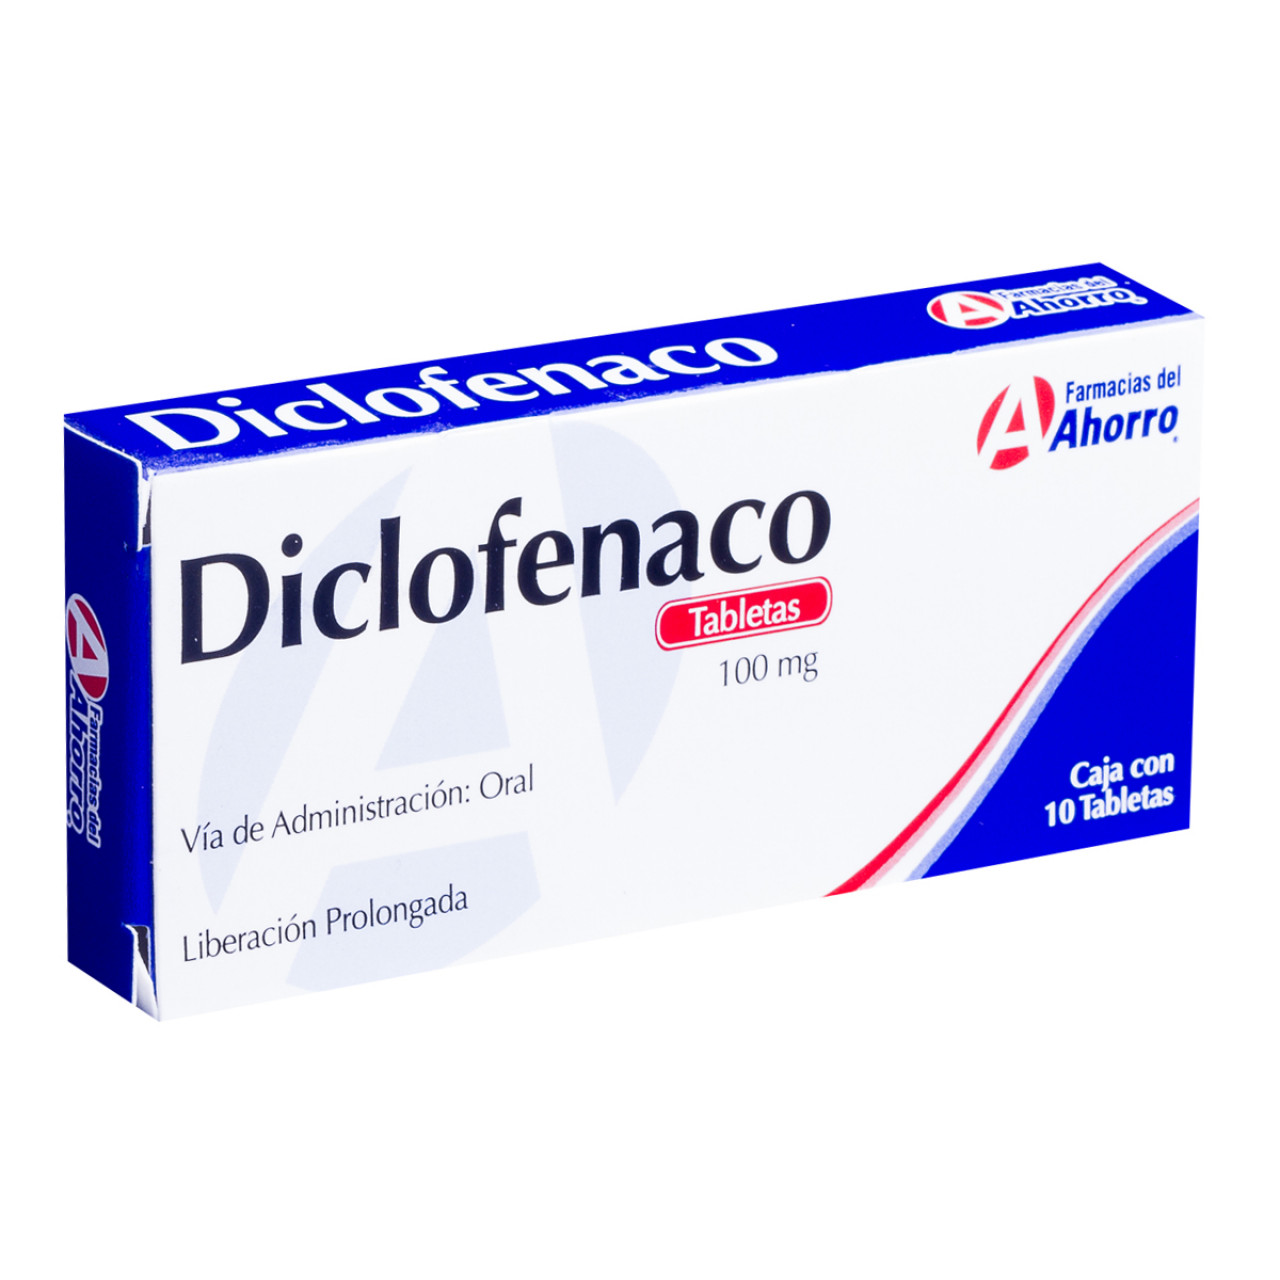 Diclofenaco
Farmacias del
Ahorro
Farmacias del
Ahorro
Diclofenaco
Tabletas
100 mg
Vía de Administración: Oral
Liberación Prolongada
Caja con
10 Tabletas
Farmacias del
Ahorro